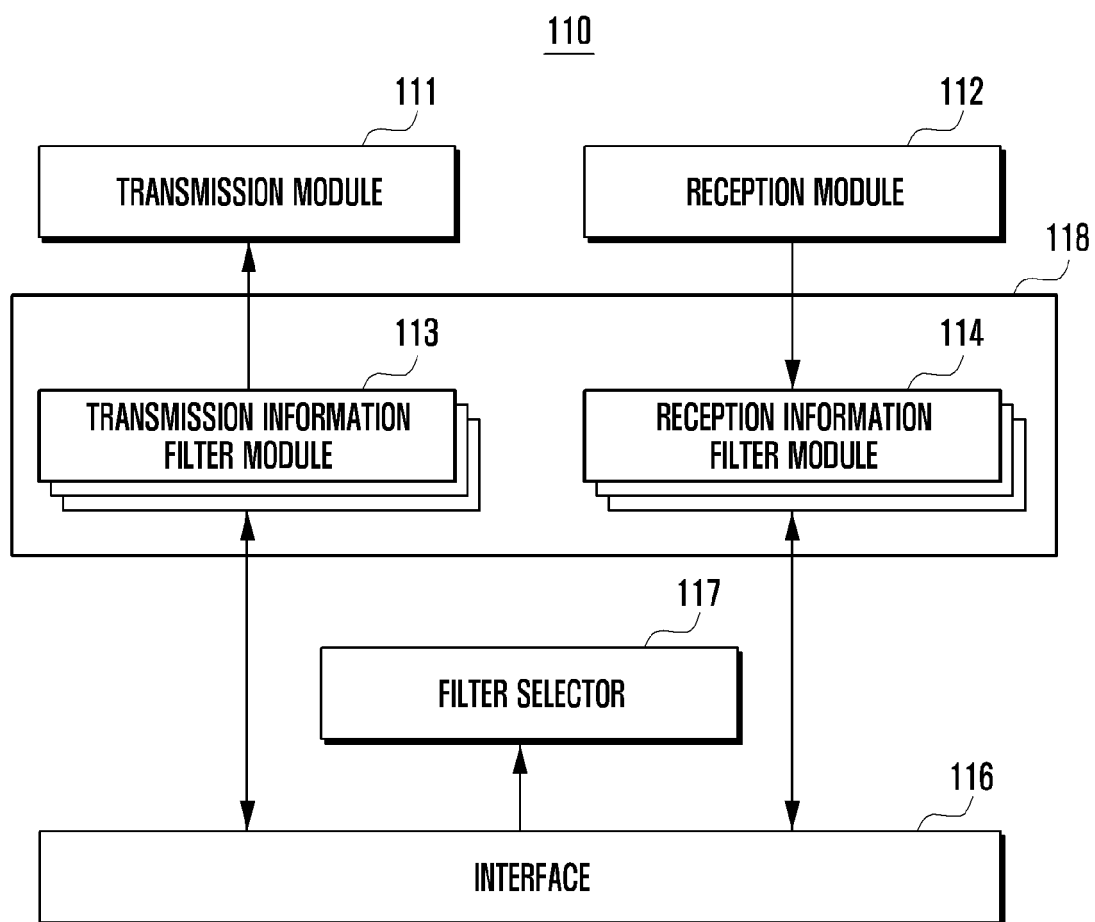 110
111
112
TRANSMISSION MODULE
RECEPTION MODULE
118
113
114
TRANSMISSION INFORMATION
FILTER MODULE
RECEPTION INFORMATION
FILTER MODULE
117
FILTER SELECTOR
116
INTERFACE